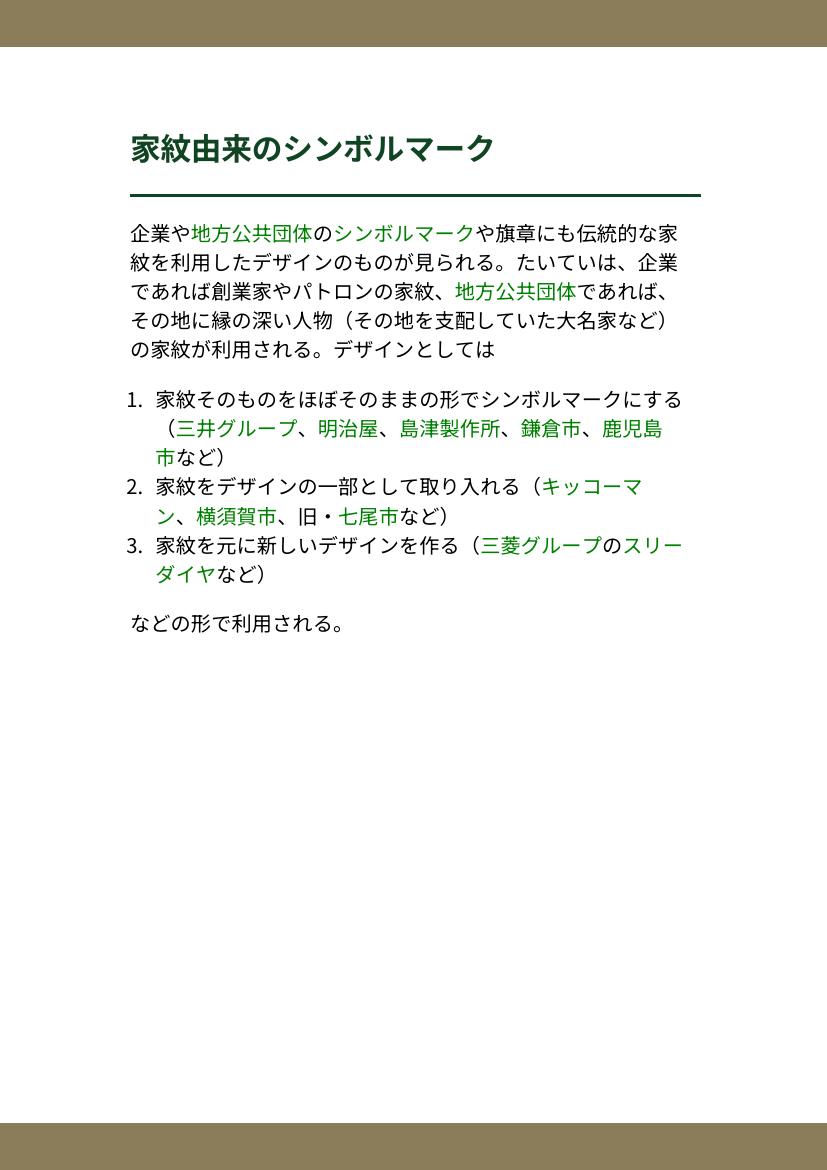 家紋由来のシンボルマーク
企業や地方公共団体のシンボルマークや旗章にも伝統的な家
紋を利用したデザインのものが見られる。たいていは、企業
であれば創業家やパトロンの家紋、地方公共団体であれば、
その地に縁の深い人物（その地を支配していた大名家など）
の家紋が利用される。デザインとしては
1. 家紋そのものをほぼそのままの形でシンボルマークにする
（三井グループ、明治屋、島津製作所、鎌倉市、鹿児島
市など）
2. 家紋をデザインの一部として取り入れる（キッコーマ
ン、横須賀市、旧・七尾市など）
3. 家紋を元に新しいデザインを作る（三菱グループのスリー
ダイヤなど）
などの形で利用される。